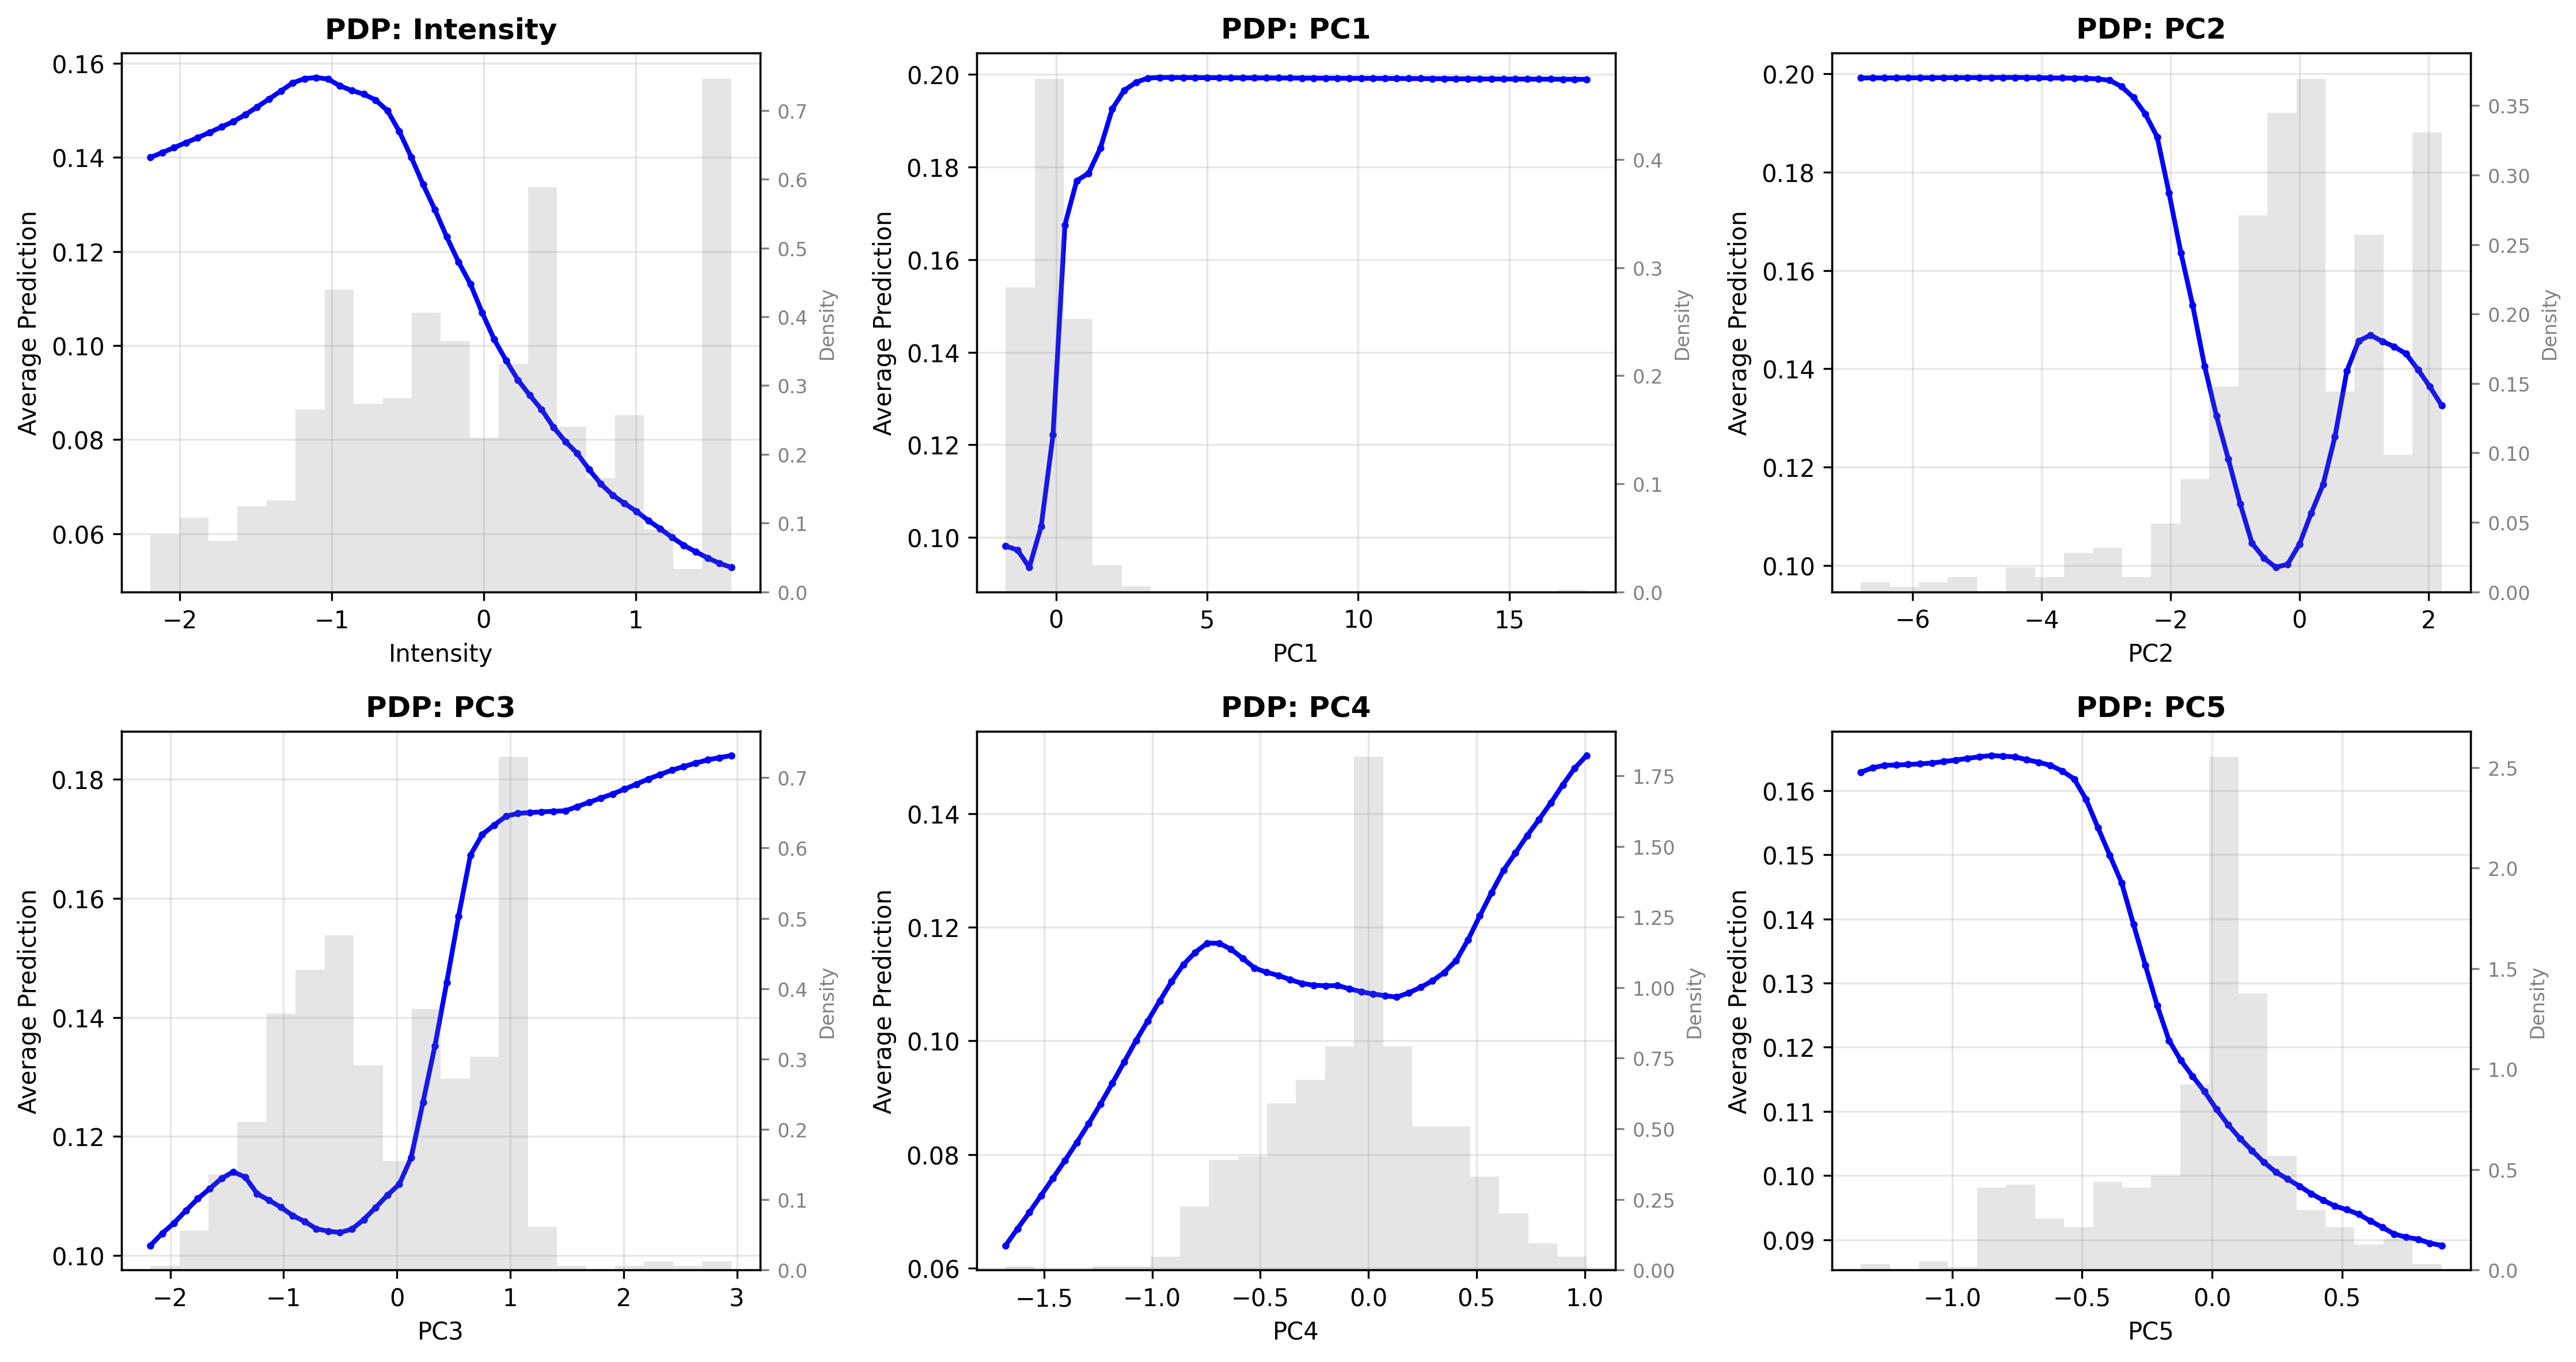 PDP: Intensity
0.16
0.14
0.12
0.10
0.08
0.06
Average Prediction
0.7
0.6
0.5
0.4
0.3
0.2
0.1
0.0
Density
−2 −1 0 1
Intensity
PDP: PC1
0.20
0.18
0.16
0.14
0.12
0.10
Average Prediction
0.4
0.3
0.2
0.1
0.0
Density
0 5 10 15
PC1
PDP: PC2
0.20
0.18
0.16
0.14
0.12
0.10
Average Prediction
0.35
0.30
0.25
0.20
0.15
0.10
0.05
0.00
Density
−6 −4 −2 0 2
PC2
PDP: PC3
0.18
0.16
0.14
0.12
0.10
Average Prediction
0.7
0.6
0.5
0.4
0.3
0.2
0.1
0.0
Density
−2 −1 0 1 2 3
PC3
PDP: PC4
0.14
0.12
0.10
0.08
0.06
Average Prediction
1.75
1.50
1.25
1.00
0.75
0.50
0.25
0.00
Density
−1.5 −1.0 −0.5 0.0 0.5 1.0
PC4
PDP: PC5
0.16
0.15
0.14
0.13
0.12
0.11
0.10
0.09
Average Prediction
2.5
2.0
1.5
1.0
0.5
0.0
Density
−1.0 −0.5 0.0 0.5
PC5